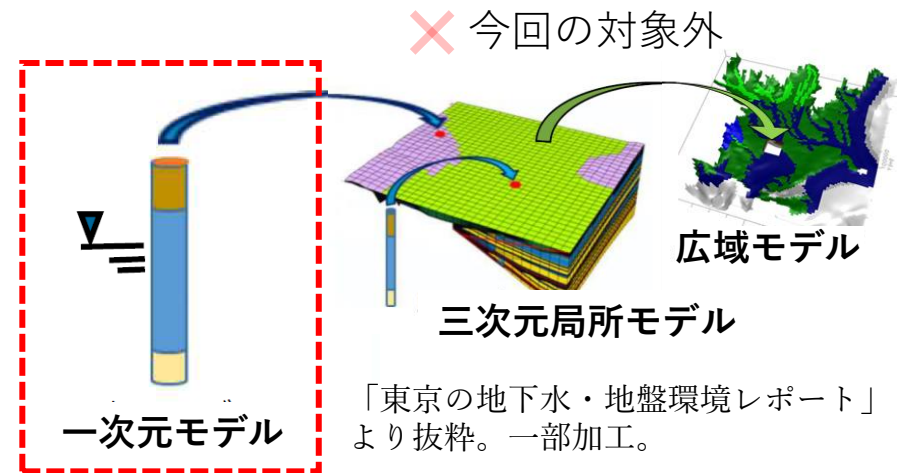 今回の対象外
広域モデル
三次元局所モデル
一次元モデル
「東京の地下水・地盤環境レポート」
より抜粋。一部加工。